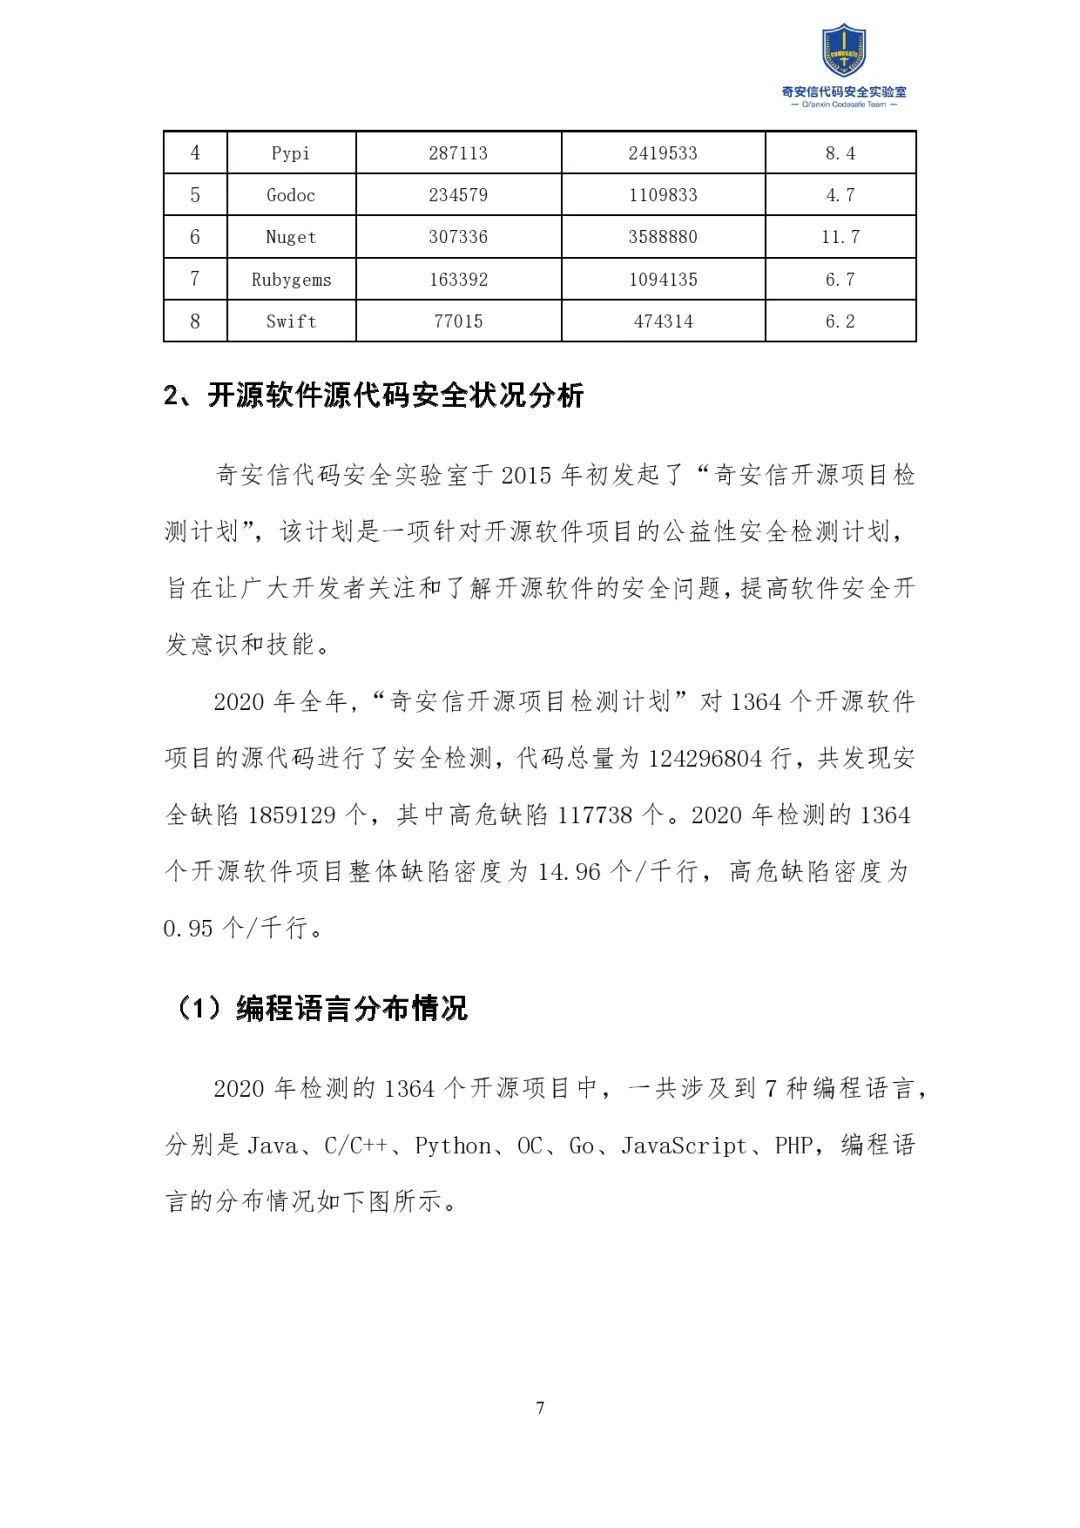 codesafe
奇安信代码安全实验室
— Qi'anxin Codesafe Team —
4 Pypi 287113 2419533 8.4
5 Godoc 234579 1109833 4.7
6 Nuget 307336 3588880 11.7
7 Rubygems 163392 1094135 6.7
8 Swift 77015 474314 6.2
2、开源软件源代码安全状况分析
奇安信代码安全实验室于 2015 年初发起了“奇安信开源项目检
测计划”，该计划是一项针对开源软件项目的公益性安全检测计划，
旨在让广大开发者关注和了解开源软件的安全问题，提高软件安全开
发意识和技能。
2020 年全年，“奇安信开源项目检测计划”对 1364 个开源软件
项目的源代码进行了安全检测，代码总量为 124296804 行，共发现安
全缺陷 1859129 个，其中高危缺陷 117738 个。2020 年检测的 1364
个开源软件项目整体缺陷密度为 14.96 个/千行，高危缺陷密度为
0.95 个/千行。
（1）编程语言分布情况
2020 年检测的 1364 个开源项目中，一共涉及到 7 种编程语言，
分别是 Java、C/C++、Python、OC、Go、JavaScript、PHP，编程语
言的分布情况如下图所示。
7